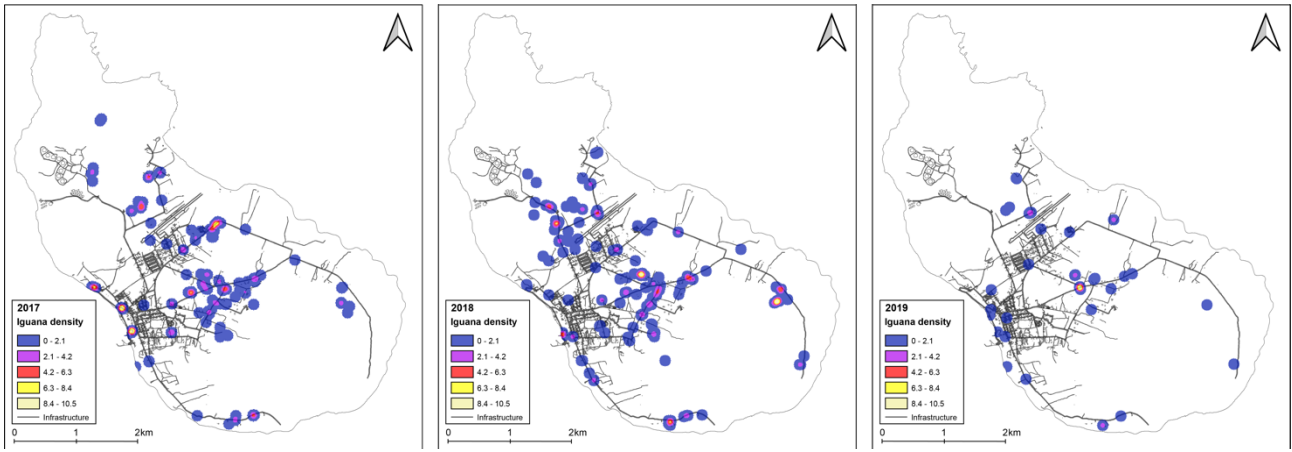 2017
Iguana density
0 - 2.1
2.1 - 4.2
4.2 - 6.3
6.3 - 8.4
8.4 - 10.5
Infrastructure
0 1 2km
2018
Iguana density
0 - 2.1
2.1 - 4.2
4.2 - 6.3
6.3 - 8.4
8.4 - 10.5
Infrastructure
0 1 2km
2019
Iguana density
0 - 2.1
2.1 - 4.2
4.2 - 6.3
6.3 - 8.4
8.4 - 10.5
Infrastructure
0 1 2km